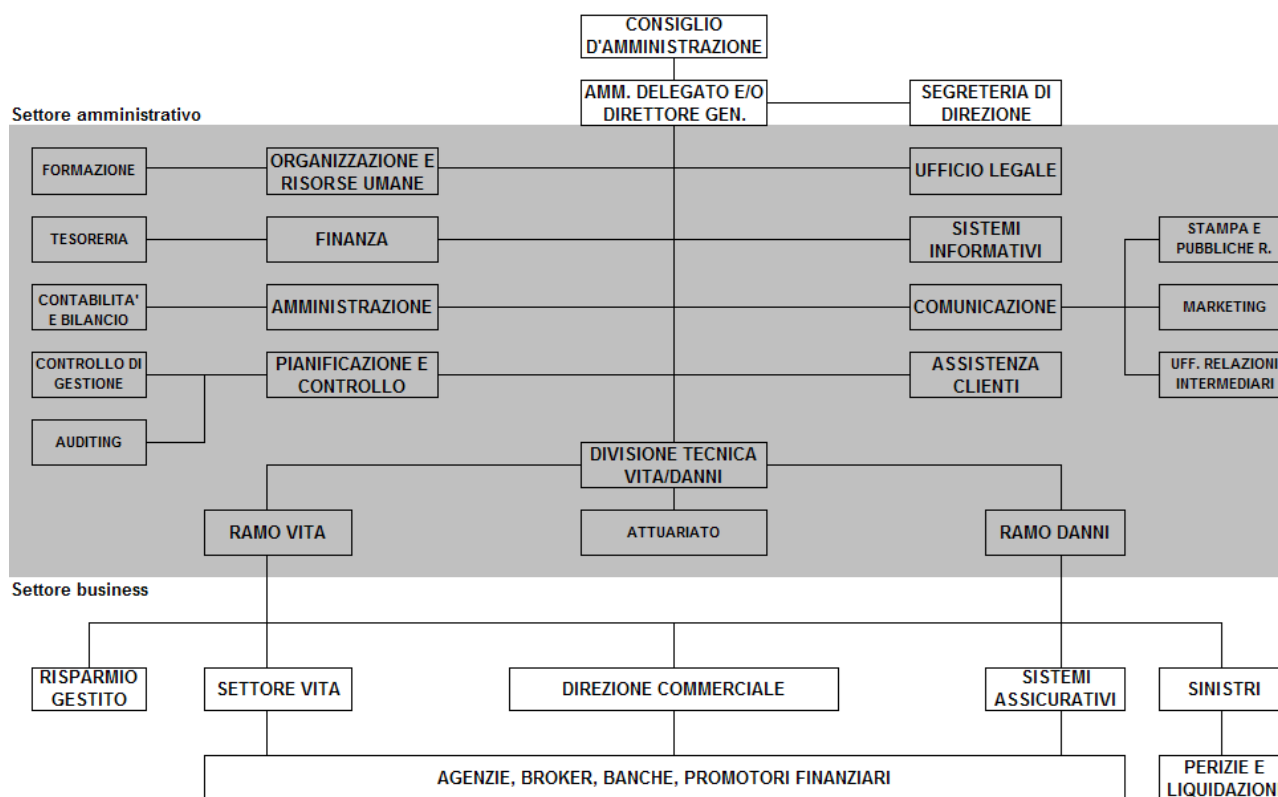 CONSIGLIO
D'AMMINISTRAZIONE
AMM. DELEGATO E/O
DIRETTORE GEN.
SEGRETERIA DI
DIREZIONE
Settore amministrativo
FORMAZIONE
ORGANIZZAZIONE E
RISORSE UMANE
UFFICIO LEGALE
TESORERIA
FINANZA
SISTEMI
INFORMATIVI
STAMPA E
PUBBLICHE R.
CONTABILITA'
E BILANCIO
AMMINISTRAZIONE
COMUNICAZIONE
MARKETING
CONTROLLO DI
GESTIONE
PIANIFICAZIONE E
CONTROLLO
ASSISTENZA
CLIENTI
UFF. RELAZIONI
INTERMEDIARI
AUDITING
DIVISIONE TECNICA
VITA/DANNI
RAMO VITA
ATTUARIATO
RAMO DANNI
Settore business
RISPARMIO
GESTITO
SETTORE VITA
DIREZIONE COMMERCIALE
SISTEMI
ASSICURATIVI
SINISTRI
AGENZIE, BROKER, BANCHE, PROMOTORI FINANZIARI
PERIZIE E
LIQUIDAZION